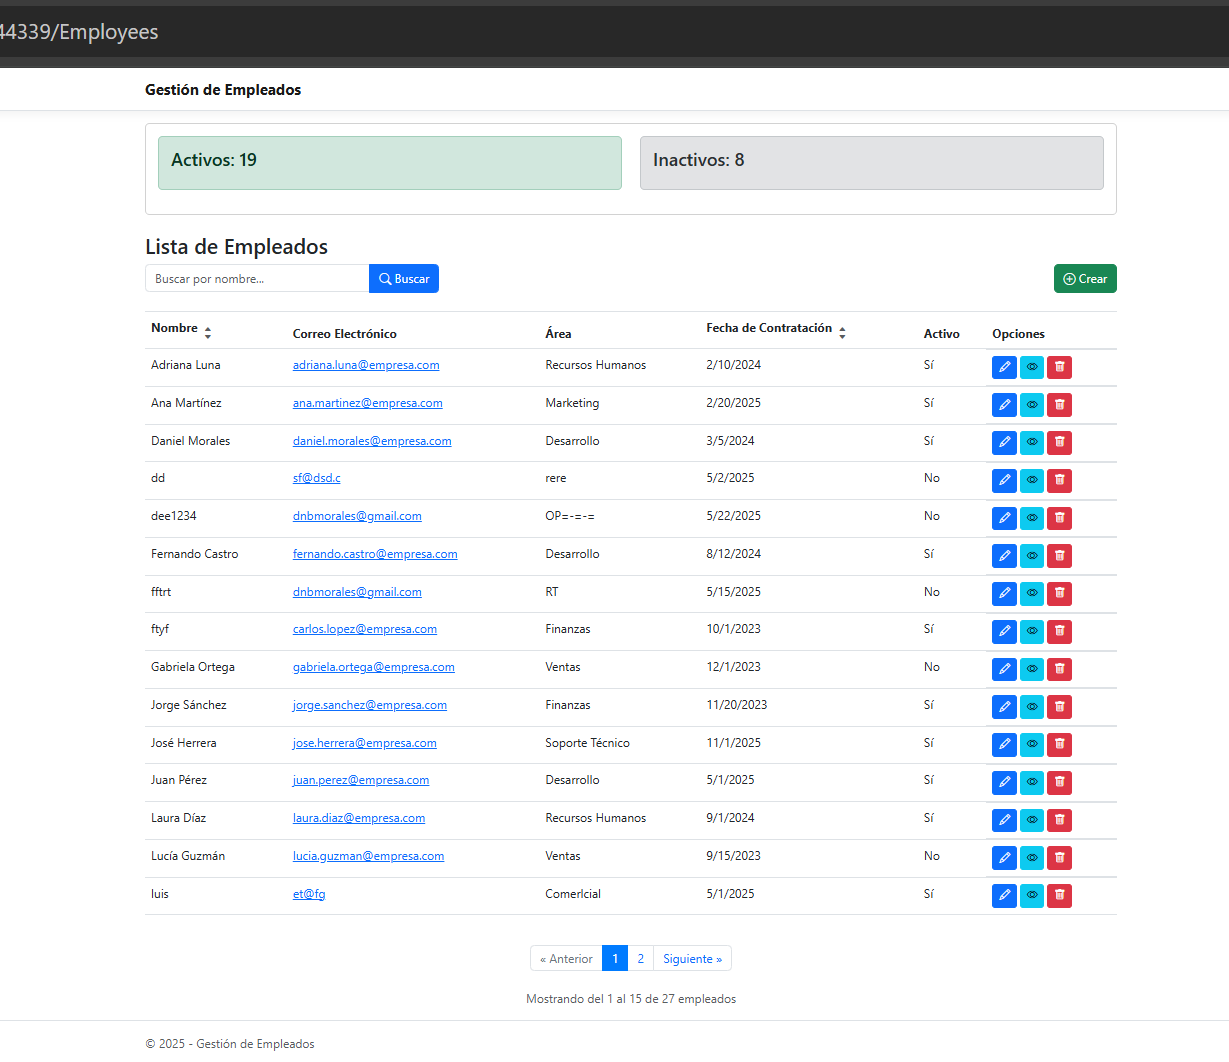 44339/Employees
Gestión de Empleados
Activos: 19
Inactivos: 8
Lista de Empleados
Buscar por nombre... Buscar Crear
Nombre Correo Electrónico Área Fecha de Contratación Activo Opciones
Adriana Luna adriana.luna@empresa.com Recursos Humanos 2/10/2024 Sí
Ana Martínez ana.martinez@empresa.com Marketing 2/20/2025 Sí
Daniel Morales daniel.morales@empresa.com Desarrollo 3/5/2024 Sí
dd sf@dsd.c rere 5/2/2025 No
dee1234 dnbmorales@gmail.com OP=-=-= 5/22/2025 No
Fernando Castro fernando.castro@empresa.com Desarrollo 8/12/2024 Sí
fftrt dnbmorales@gmail.com RT 5/15/2025 No
ftyf carlos.lopez@empresa.com Finanzas 10/1/2023 Sí
Gabriela Ortega gabriela.ortega@empresa.com Ventas 12/1/2023 No
Jorge Sánchez jorge.sanchez@empresa.com Finanzas 11/20/2023 Sí
José Herrera jose.herrera@empresa.com Soporte Técnico 11/1/2025 Sí
Juan Pérez juan.perez@empresa.com Desarrollo 5/1/2025 Sí
Laura Díaz laura.diaz@empresa.com Recursos Humanos 9/1/2024 Sí
Lucía Guzmán lucia.guzman@empresa.com Ventas 9/15/2023 No
luis et@fg Comerlcial 5/1/2025 Sí
« Anterior 1 2 Siguiente »
Mostrando del 1 al 15 de 27 empleados
© 2025 - Gestión de Empleados